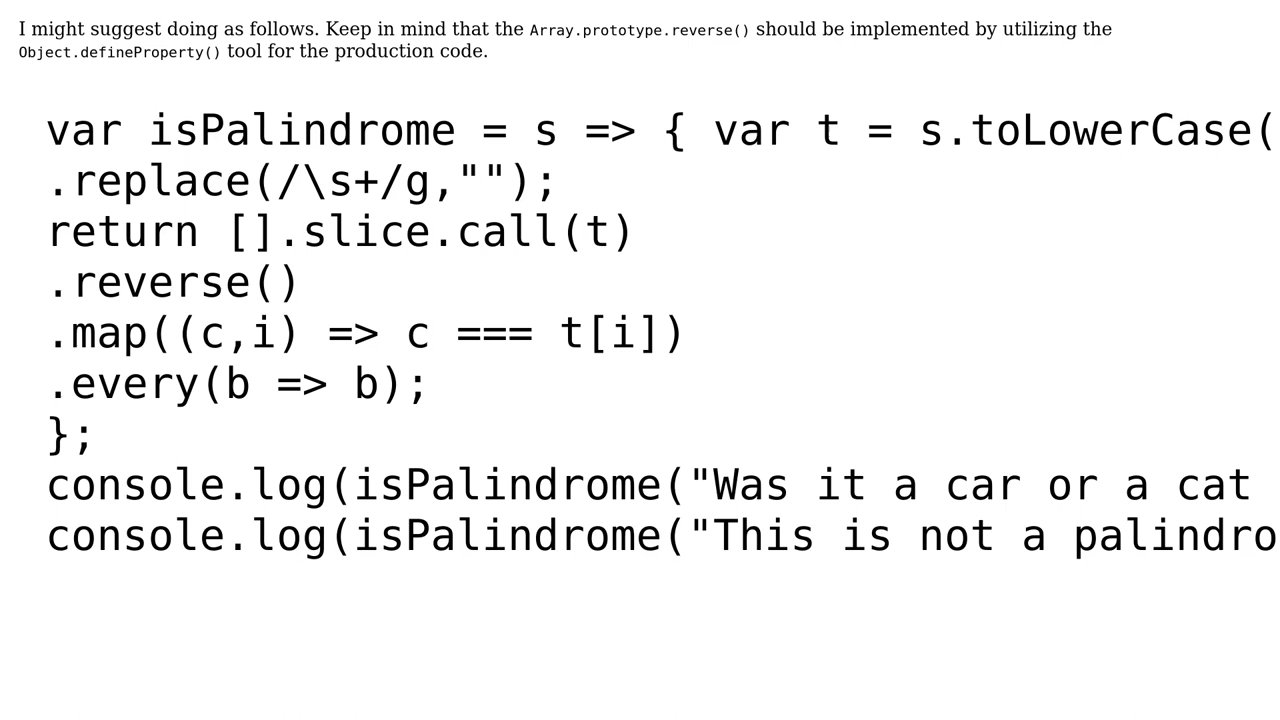 I might suggest doing as follows. Keep in mind that the Array.prototype.reverse() should be implemented by utilizing the
Object.defineProperty() tool for the production code.
var isPalindrome = s => { var t = s.toLowerCase(
.replace(/\s+/g,"");
return [].slice.call(t)
.reverse()
.map((c,i) => c === t[i])
.every(b => b);
};
console.log(isPalindrome("Was it a car or a cat
console.log(isPalindrome("This is not a palindro